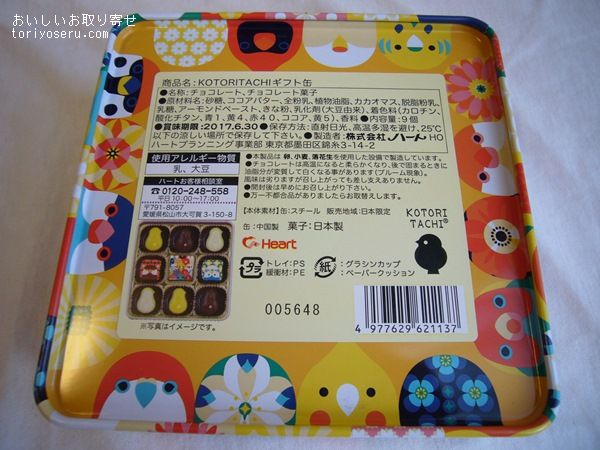 おいしいお取り寄せ
toriyoseru.com
商品名：KOTORITACHIギフト缶
●名称：チョコレート、チョコレート菓子
●原材料名：砂糖、ココアバター、全粉乳、植物油脂、カカオマス、脱脂粉乳、
乳糖、アーモンドペースト、きな粉、乳化剤(大豆由来)、着色料(カロチン、
酸化チタン、青1、黄4、赤40、ココア、黄5)、香料 ●内容量：9個
●賞味期限：2017.6.30 ●保存方法：直射日光、高温多湿を避け、25℃
以下の涼しい場所で保存して下さい。●製造者：株式会社ハート HO
ハートプランニング事業部 東京都墨田区錦糸3-14-2
使用アレルギー物質
乳、大豆
ハートお客様相談室
0120-248-558
平日10:00〜17:00
〒791-8057
愛媛県松山市大可賀 3-150-8
●本製品は 卵、小麦、落花生を使用した設備で製造しています。
●チョコレートは高温になると柔らかくなり、後で固まるときに
油脂分が変質して白くなる事があります(ブルーム現象)。
風味は劣りますが召し上がっても差し支えありません。
●開封後は早めにお召し上がり下さい。
●万一不都合品がありましたらお取替え致します。
【本体素材】缶：スチール 販売地域：日本限定
缶：中国製 菓子：日本製
KOTORI
TACHI®
Heart
プラ
トレイ：PS
緩衝材：PE
紙
：グラシンカップ
：ペーパークッション
005648
4 977629 621137
※写真はイメージです。